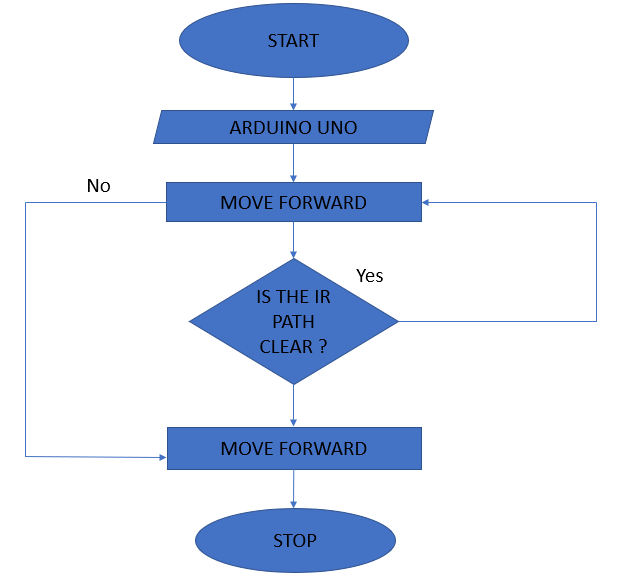 START
ARDUINO UNO
No
MOVE FORWARD
Yes
IS THE IR
PATH
CLEAR ?
MOVE FORWARD
STOP